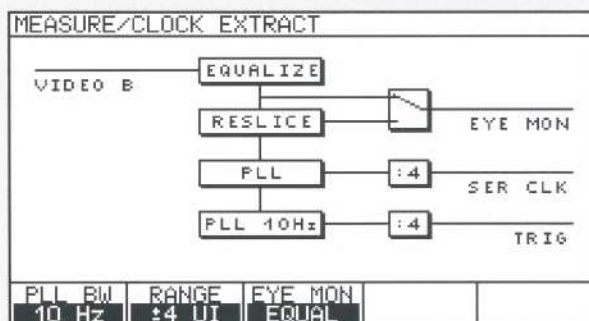 MEASURE/CLOCK EXTRACT
EQUALIZE
VIDEO B
RESLICE
EYE MON
PLL
:4
SER CLK
PLL 10Hz
:4
TRIG
PLL BW
RANGE
EYE MON
10 Hz
±4 UI
EQUAL